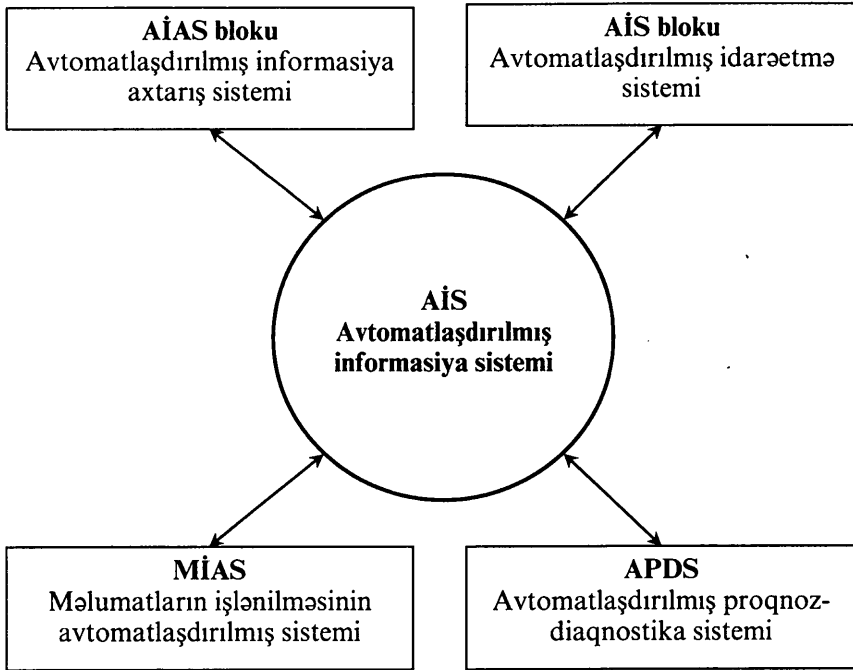 AİAS bloku
Avtomatlaşdırılmış informasiya
axtarış sistemi
AİS bloku
Avtomatlaşdırılmış idarəetmə
sistemi
AİS
Avtomatlaşdırılmış
informasiya sistemi
MİAS
Məlumatların işlənilməsinin
avtomatlaşdırılmış sistemi
APDS
Avtomatlaşdırılmış proqnoz-
diaqnostika sistemi